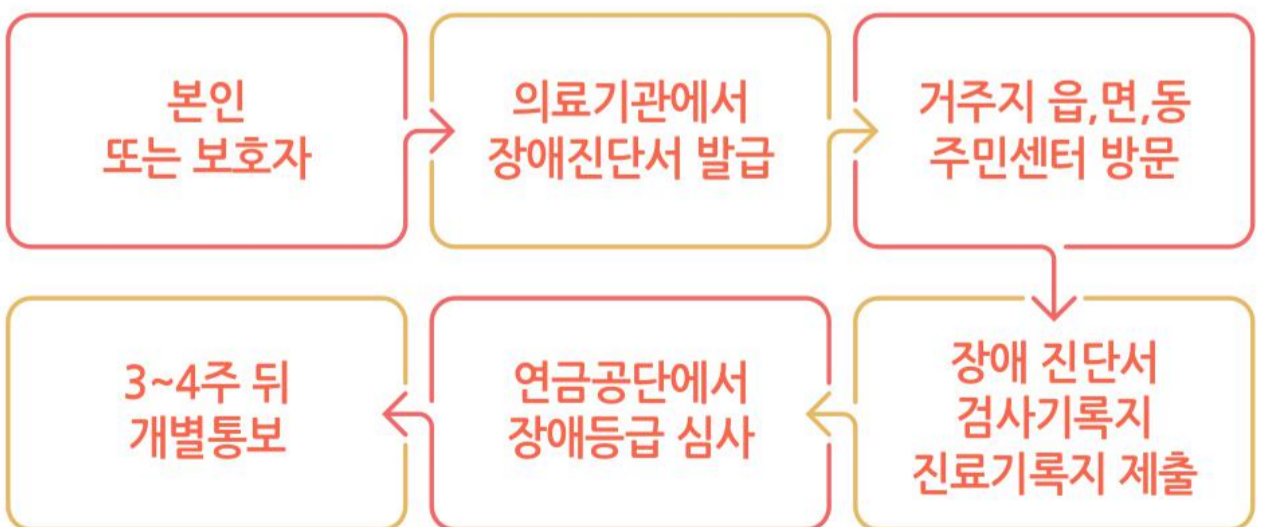 본인
또는 보호자
의료기관에서
장애진단서 발급
거주지 읍,면,동
주민센터 방문
장애 진단서
검사기록지
진료기록지 제출
연금공단에서
장애등급 심사
3~4주 뒤
개별통보